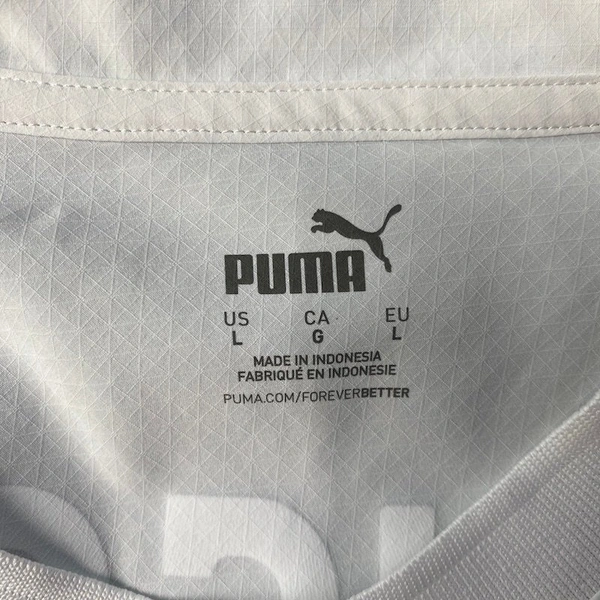 PUMA
US CA EU
L G L
MADE IN INDONESIA
FABRIQUÉ EN INDONESIE
PUMA.COM/FOREVERBETTER